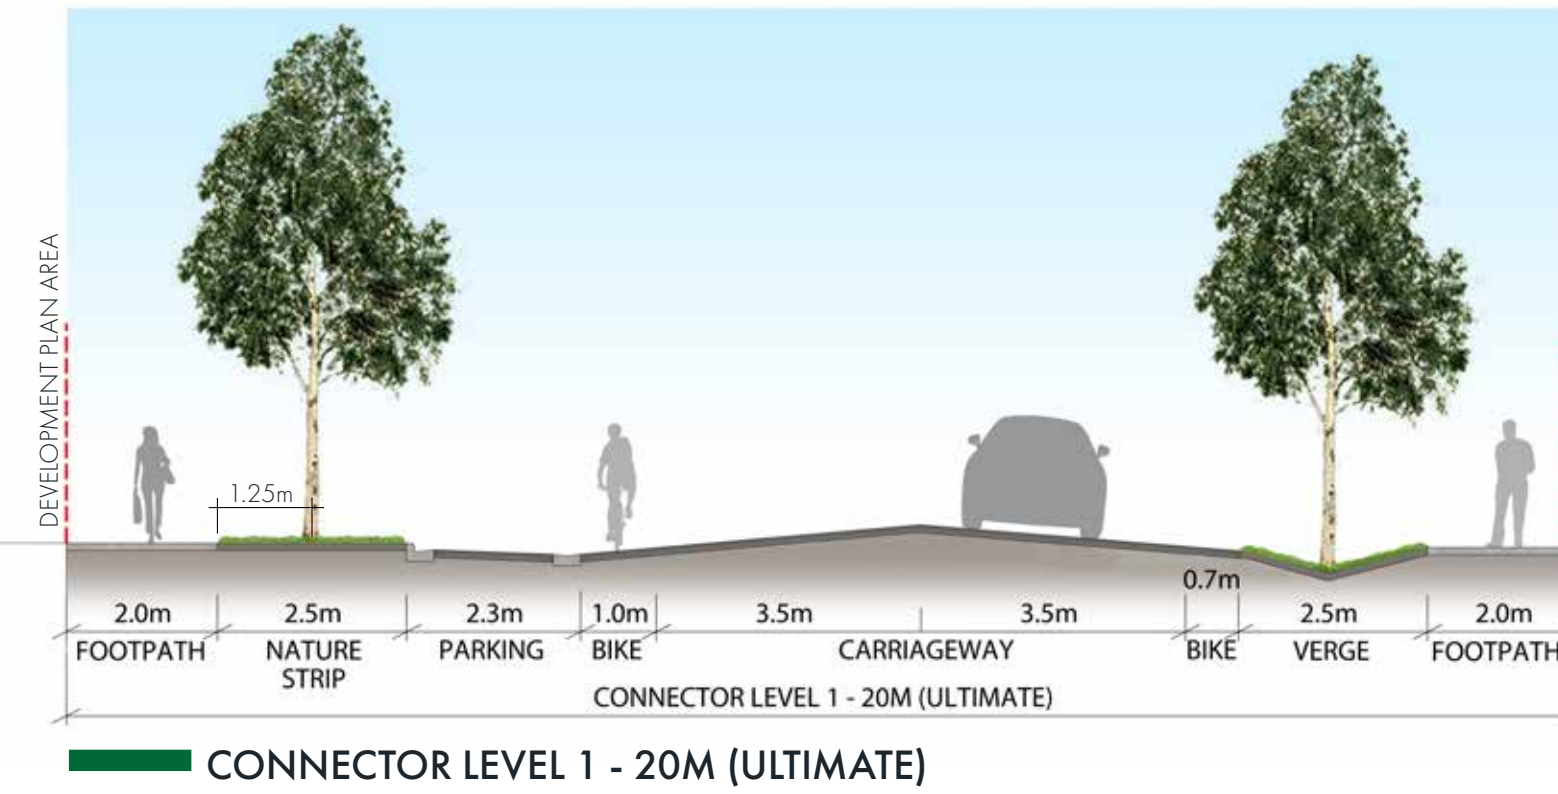 DEVELOPMENT PLAN AREA
1.25m
0.7m
2.0m 2.5m 2.3m 1.0m 3.5m 3.5m 2.5m 2.0m
FOOTPATH NATURE PARKING BIKE CARRIAGEWAY BIKE VERGE FOOTPATH
STRIP
CONNECTOR LEVEL 1 - 20M (ULTIMATE)
CONNECTOR LEVEL 1 - 20M (ULTIMATE)